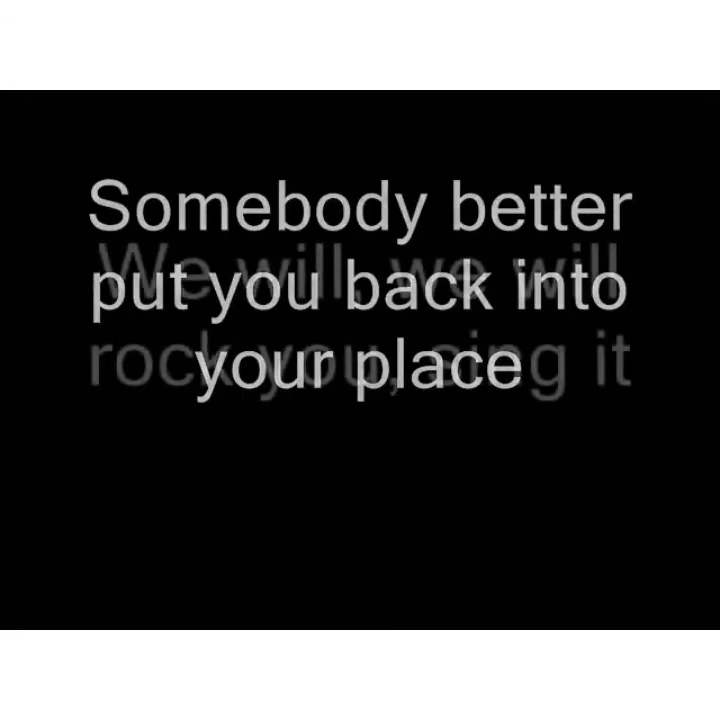 Somebody better
We will, we will
put you back into
rock you, sing it
your place